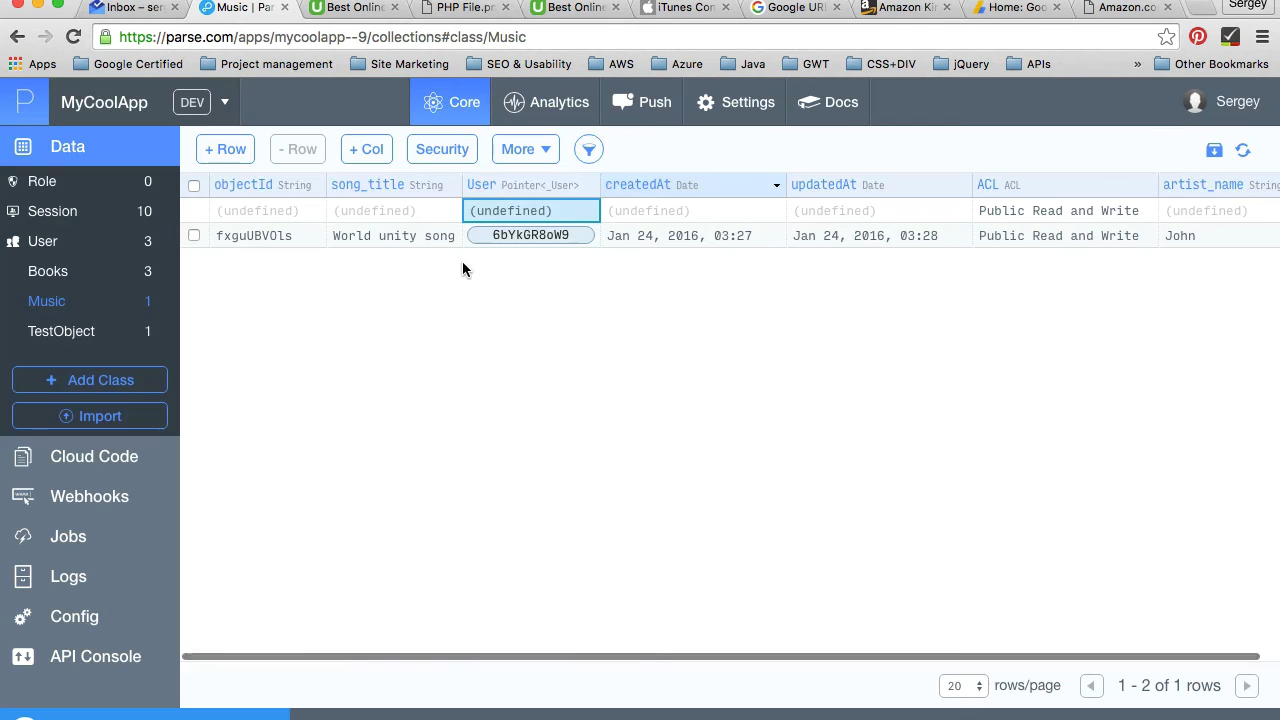 Inbox – ser
Music | Par
Best Online
PHP File.pr
Best Online
iTunes Con
Google URL
Amazon Kin
Home: Goo
Amazon.co
Sergey
https://parse.com/apps/mycoolapp--9/collections#class/Music
Apps
Google Certified
Project management
Site Marketing
SEO & Usability
AWS
Azure
Java
GWT
CSS+DIV
jQuery
APIs
»
Other Bookmarks
MyCoolApp
DEV
Core
Analytics
Push
Settings
Docs
Sergey
Data
+ Row
- Row
+ Col
Security
More
Role 0
Session 10
User 3
Books 3
Music 1
TestObject 1
+ Add Class
Import
Cloud Code
Webhooks
Jobs
Logs
Config
API Console
objectId String song_title String User Pointer<_User> createdAt Date updatedAt Date ACL ACL artist_name String
(undefined) (undefined) (undefined) (undefined) (undefined) Public Read and Write (undefined)
fxguUBVOls World unity song 6bYkGR8oW9 Jan 24, 2016, 03:27 Jan 24, 2016, 03:28 Public Read and Write John
20 rows/page 1 - 2 of 1 rows